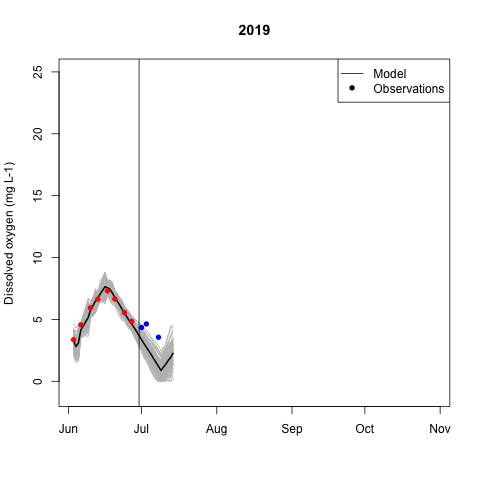 2019
Dissolved oxygen (mg L-1)
25
20
15
10
5
0
Jun Jul Aug Sep Oct Nov
Model
Observations